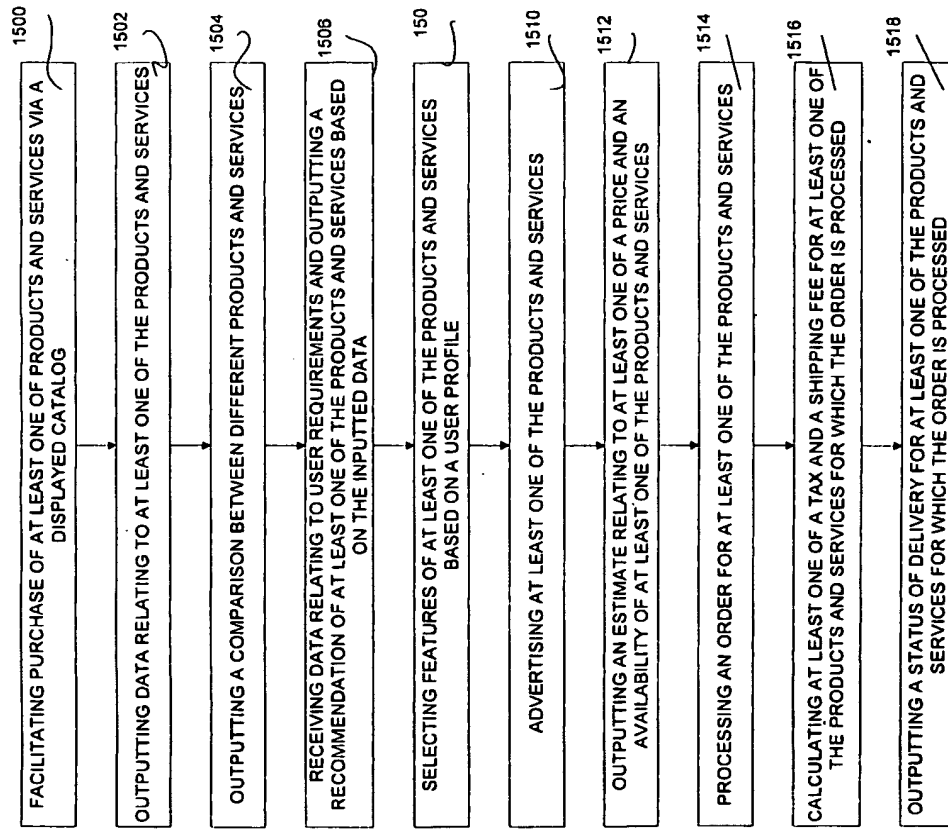 1500
FACILITATING PURCHASE OF AT LEAST ONE OF PRODUCTS AND SERVICES VIA A
DISPLAYED CATALOG
1502
OUTPUTTING DATA RELATING TO AT LEAST ONE OF THE PRODUCTS AND SERVICES
1504
OUTPUTTING A COMPARISON BETWEEN DIFFERENT PRODUCTS AND SERVICES
1506
RECEIVING DATA RELATING TO USER REQUIREMENTS AND OUTPUTTING A
RECOMMENDATION OF AT LEAST ONE OF THE PRODUCTS AND SERVICES BASED
ON THE INPUTTED DATA
150
SELECTING FEATURES OF AT LEAST ONE OF THE PRODUCTS AND SERVICES
BASED ON A USER PROFILE
1510
ADVERTISING AT LEAST ONE OF THE PRODUCTS AND SERVICES
1512
OUTPUTTING AN ESTIMATE RELATING TO AT LEAST ONE OF A PRICE AND AN
AVAILABILITY OF AT LEAST ONE OF THE PRODUCTS AND SERVICES
1514
PROCESSING AN ORDER FOR AT LEAST ONE OF THE PRODUCTS AND SERVICES
1516
CALCULATING AT LEAST ONE OF A TAX AND A SHIPPING FEE FOR AT LEAST ONE OF
THE PRODUCTS AND SERVICES FOR WHICH THE ORDER IS PROCESSED
1518
OUTPUTTING A STATUS OF DELIVERY FOR AT LEAST ONE OF THE PRODUCTS AND
SERVICES FOR WHICH THE ORDER IS PROCESSED